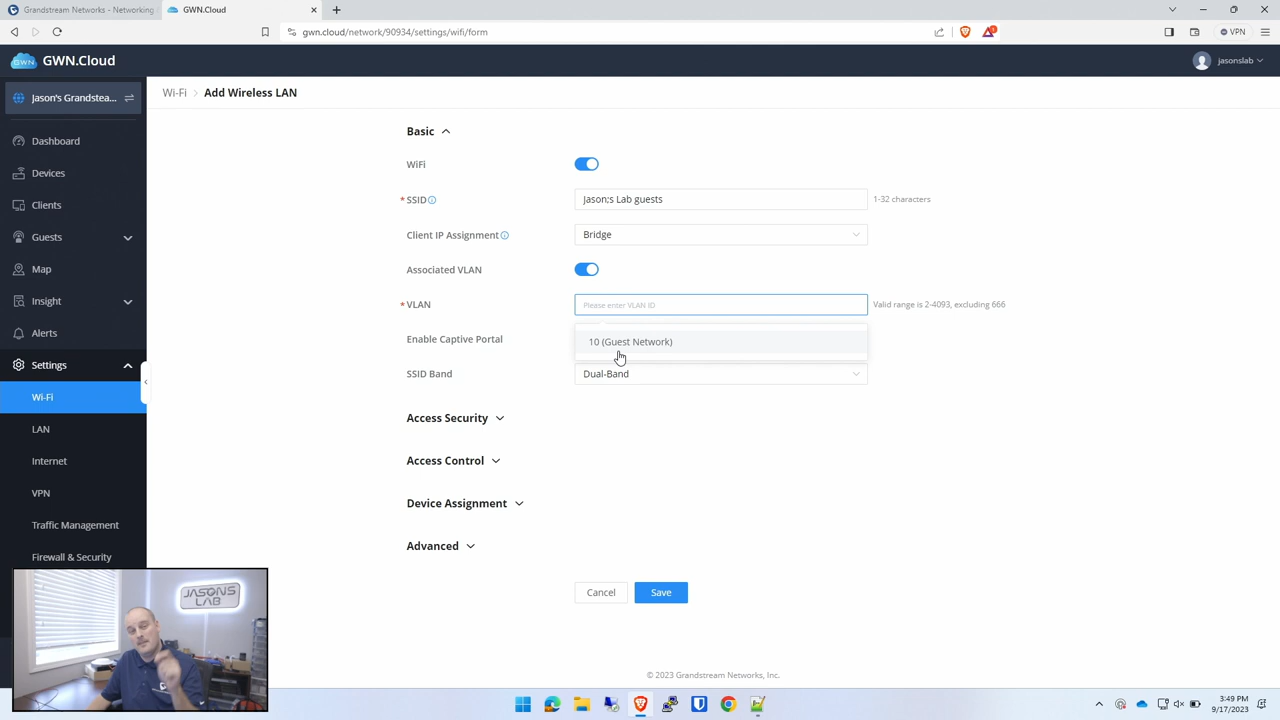 Grandstream Networks - Networking
GWN.Cloud
gwn.cloud/network/90934/settings/wifi/form
VPN
GWN.Cloud
jasonslab
Jason's Grandstrea...
Wi-Fi > Add Wireless LAN
Dashboard
Devices
Clients
Guests
Map
Insight
Alerts
Settings
Wi-Fi
LAN
Internet
VPN
Traffic Management
Firewall & Security
Basic
WiFi
* SSID
Jason;s Lab guests
1-32 characters
Client IP Assignment
Bridge
Associated VLAN
* VLAN
Please enter VLAN ID
Valid range is 2-4093, excluding 666
10 (Guest Network)
Enable Captive Portal
SSID Band
Dual-Band
Access Security
Access Control
Device Assignment
Advanced
Cancel
Save
© 2023 Grandstream Networks, Inc.
JASONS
LAB
3:49 PM
9/17/2023